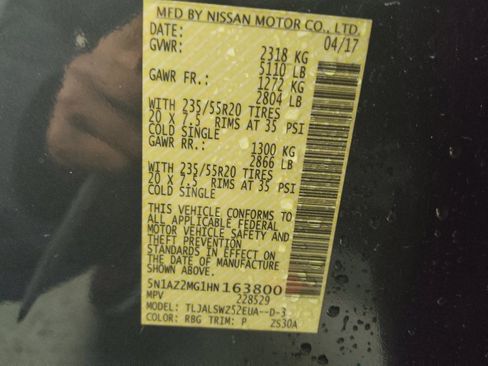 MFD BY NISSAN MOTOR CO., LTD.
DATE: 04/17
GVWR: 2318 KG
5110 LB
GAWR FR.: 1272 KG
2804 LB
WITH 235/55R20 TIRES
20 X 7.5 RIMS AT 35 PSI
COLD SINGLE
GAWR RR.: 1300 KG
2866 LB
WITH 235/55R20 TIRES
20 X 7.5 RIMS AT 35 PSI
COLD SINGLE
THIS VEHICLE CONFORMS TO
ALL APPLICABLE FEDERAL
MOTOR VEHICLE SAFETY AND
THEFT PREVENTION
STANDARDS IN EFFECT ON
THE DATE OF MANUFACTURE
SHOWN ABOVE.
5N1AZ2MG1HN163800
MPV 228529
MODEL: TLJALSWZ52EUA--D-3
COLOR: RBG TRIM: P ZS30A